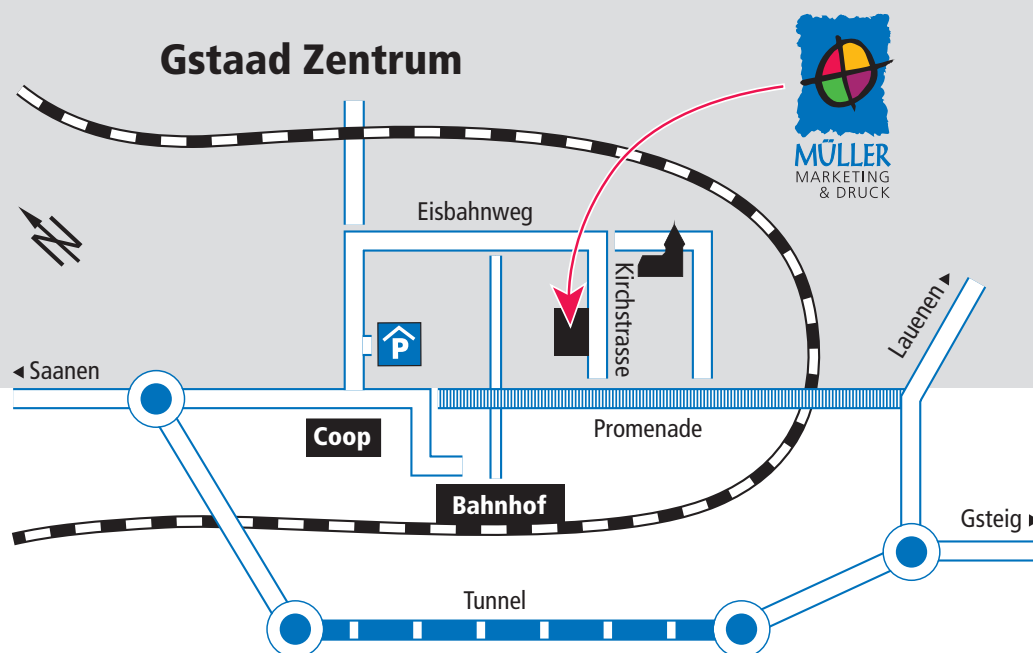 Gstaad Zentrum
MÜLLER
MARKETING
& DRUCK
N
Eisbahnweg
Kirchstrasse
Lauenen
P
Saanen
Coop
Promenade
Bahnhof
Gsteig
Tunnel